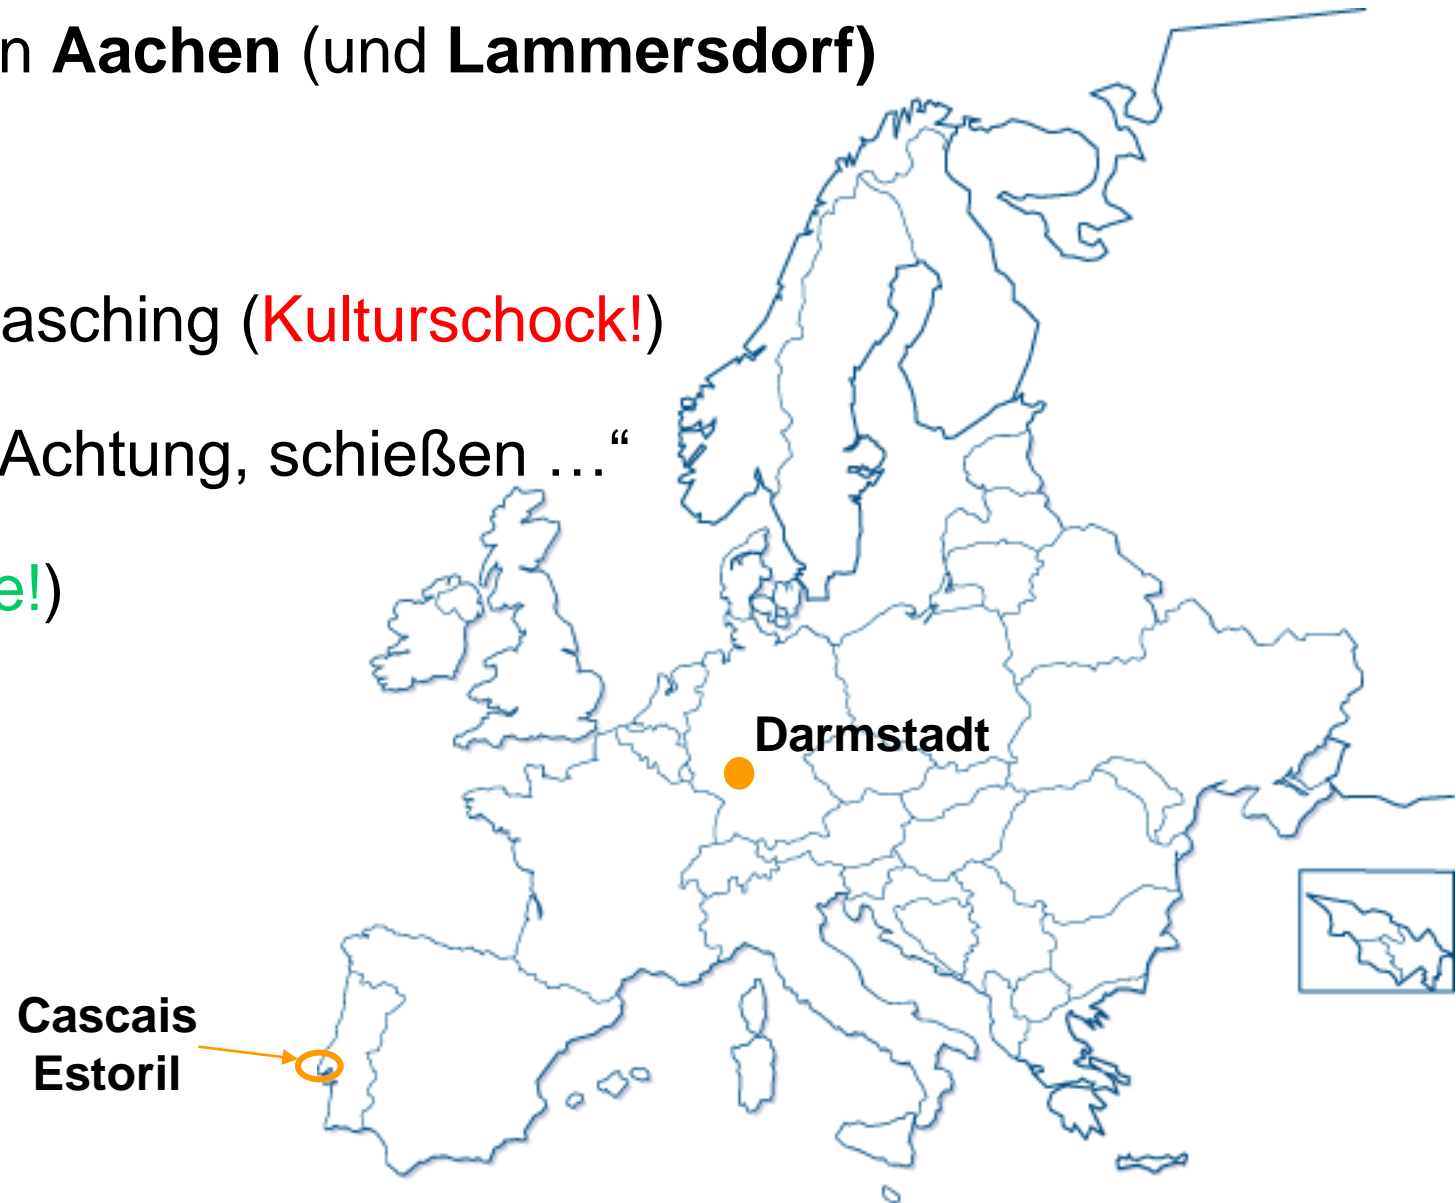 n Aachen (und Lammersdorf)
asching (Kulturschock!)
Achtung, schießen …“
e!)
Darmstadt
Cascais
Estoril